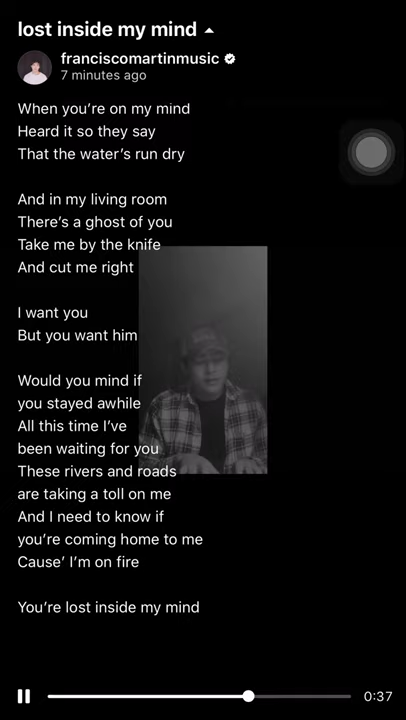 lost inside my mind
franciscomartinmusic
7 minutes ago
When you’re on my mind
Heard it so they say
That the water’s run dry
And in my living room
There’s a ghost of you
Take me by the knife
And cut me right
I want you
But you want him
Would you mind if
you stayed awhile
All this time I’ve
been waiting for you
These rivers and roads
are taking a toll on me
And I need to know if
you’re coming home to me
Cause’ I’m on fire
You’re lost inside my mind
0:37